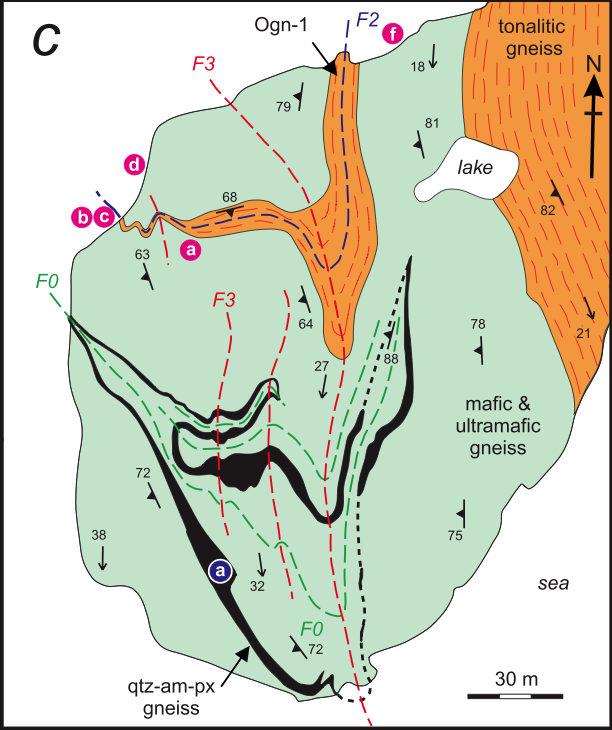 C
Ogn-1
F2
f
tonalitic
gneiss
18
N
F3
79
81
d
lake
68
82
b c
a
63
F0
F3
64
78
21
27
88
mafic &
ultramafic
gneiss
72
75
38
a
32
sea
F0
72
qtz-am-px
gneiss
30 m